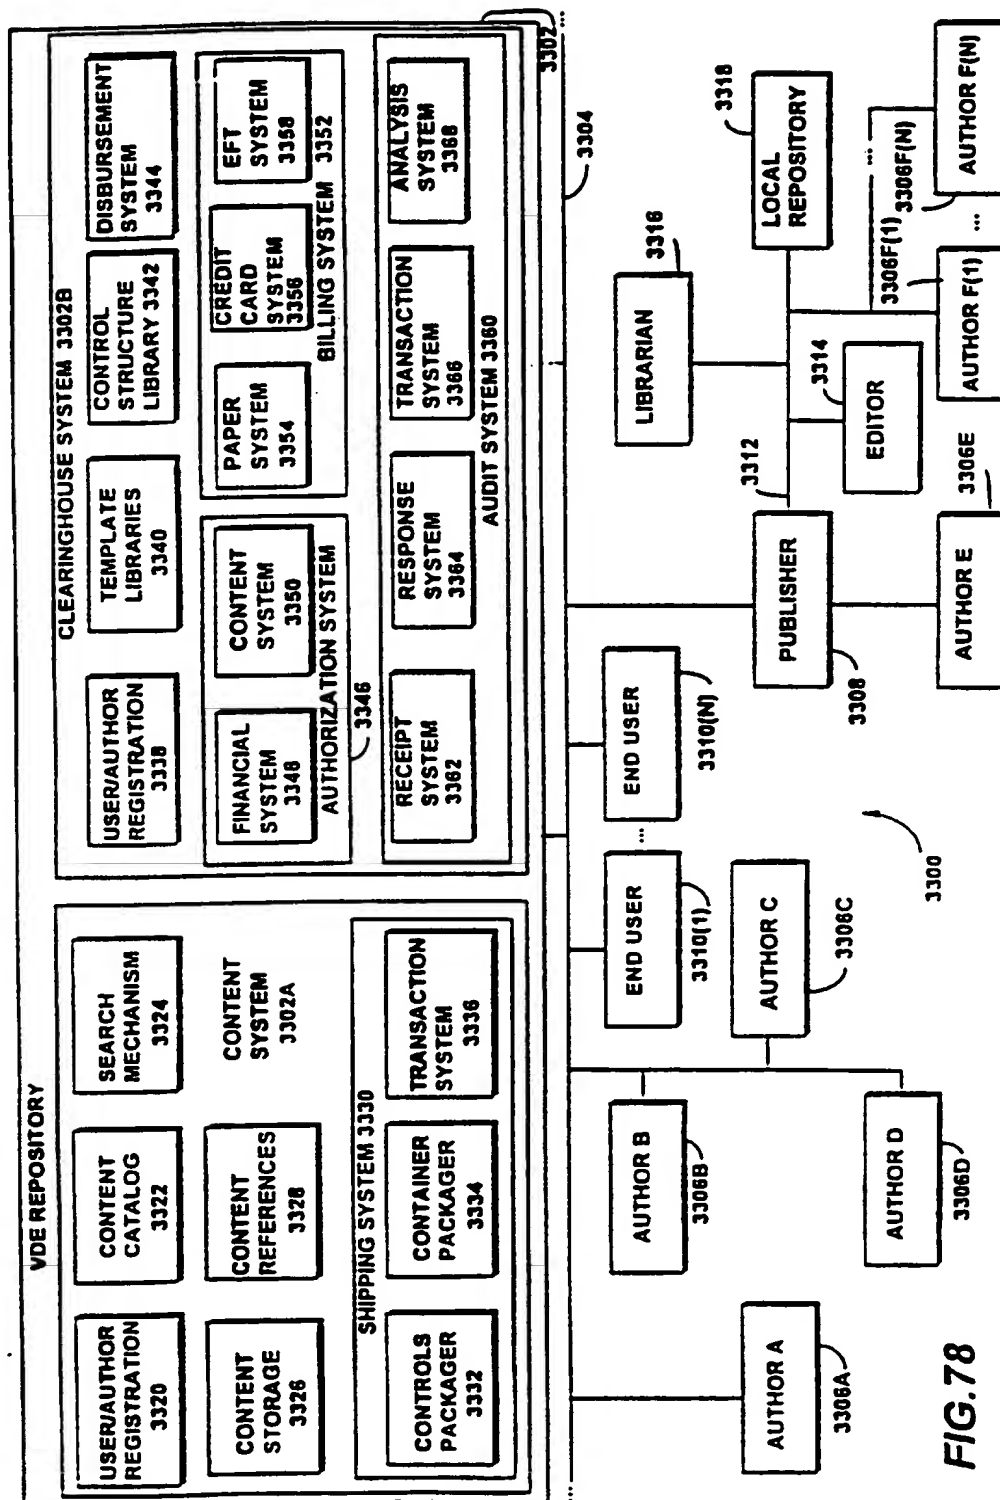 VDE REPOSITORY
USER/AUTHOR
REGISTRATION
3320
CONTENT
CATALOG
3322
SEARCH
MECHANISM
3324
CONTENT
STORAGE
3326
CONTENT
REFERENCES
3328
CONTENT
SYSTEM
3302A
SHIPPING SYSTEM 3330
CONTROLS
PACKAGER
3332
CONTAINER
PACKAGER
3334
TRANSACTION
SYSTEM
3336
CLEARINGHOUSE SYSTEM 3302B
USER/AUTHOR
REGISTRATION
3338
TEMPLATE
LIBRARIES
3340
CONTROL
STRUCTURE
LIBRARY 3342
DISBURSEMENT
SYSTEM
3344
FINANCIAL
SYSTEM
3348
CONTENT
SYSTEM
3350
AUTHORIZATION SYSTEM
3346
PAPER
SYSTEM
3354
CREDIT
CARD
SYSTEM
3356
EFT
SYSTEM
3358
BILLING SYSTEM 3352
RECEIPT
SYSTEM
3362
RESPONSE
SYSTEM
3364
TRANSACTION
SYSTEM
3366
ANALYSIS
SYSTEM
3368
AUDIT SYSTEM 3360
3302
...
...
3304
END USER
3310(1)
...
END USER
3310(N)
AUTHOR A
3306A
AUTHOR B
3306B
AUTHOR C
3306C
AUTHOR D
3306D
3300
PUBLISHER
3308
3312
LIBRARIAN
3316
LOCAL
REPOSITORY
3318
EDITOR
3314
AUTHOR E
3306E
AUTHOR F(1)
3306F(1)
...
...
AUTHOR F(N)
3306F(N)
FIG.78